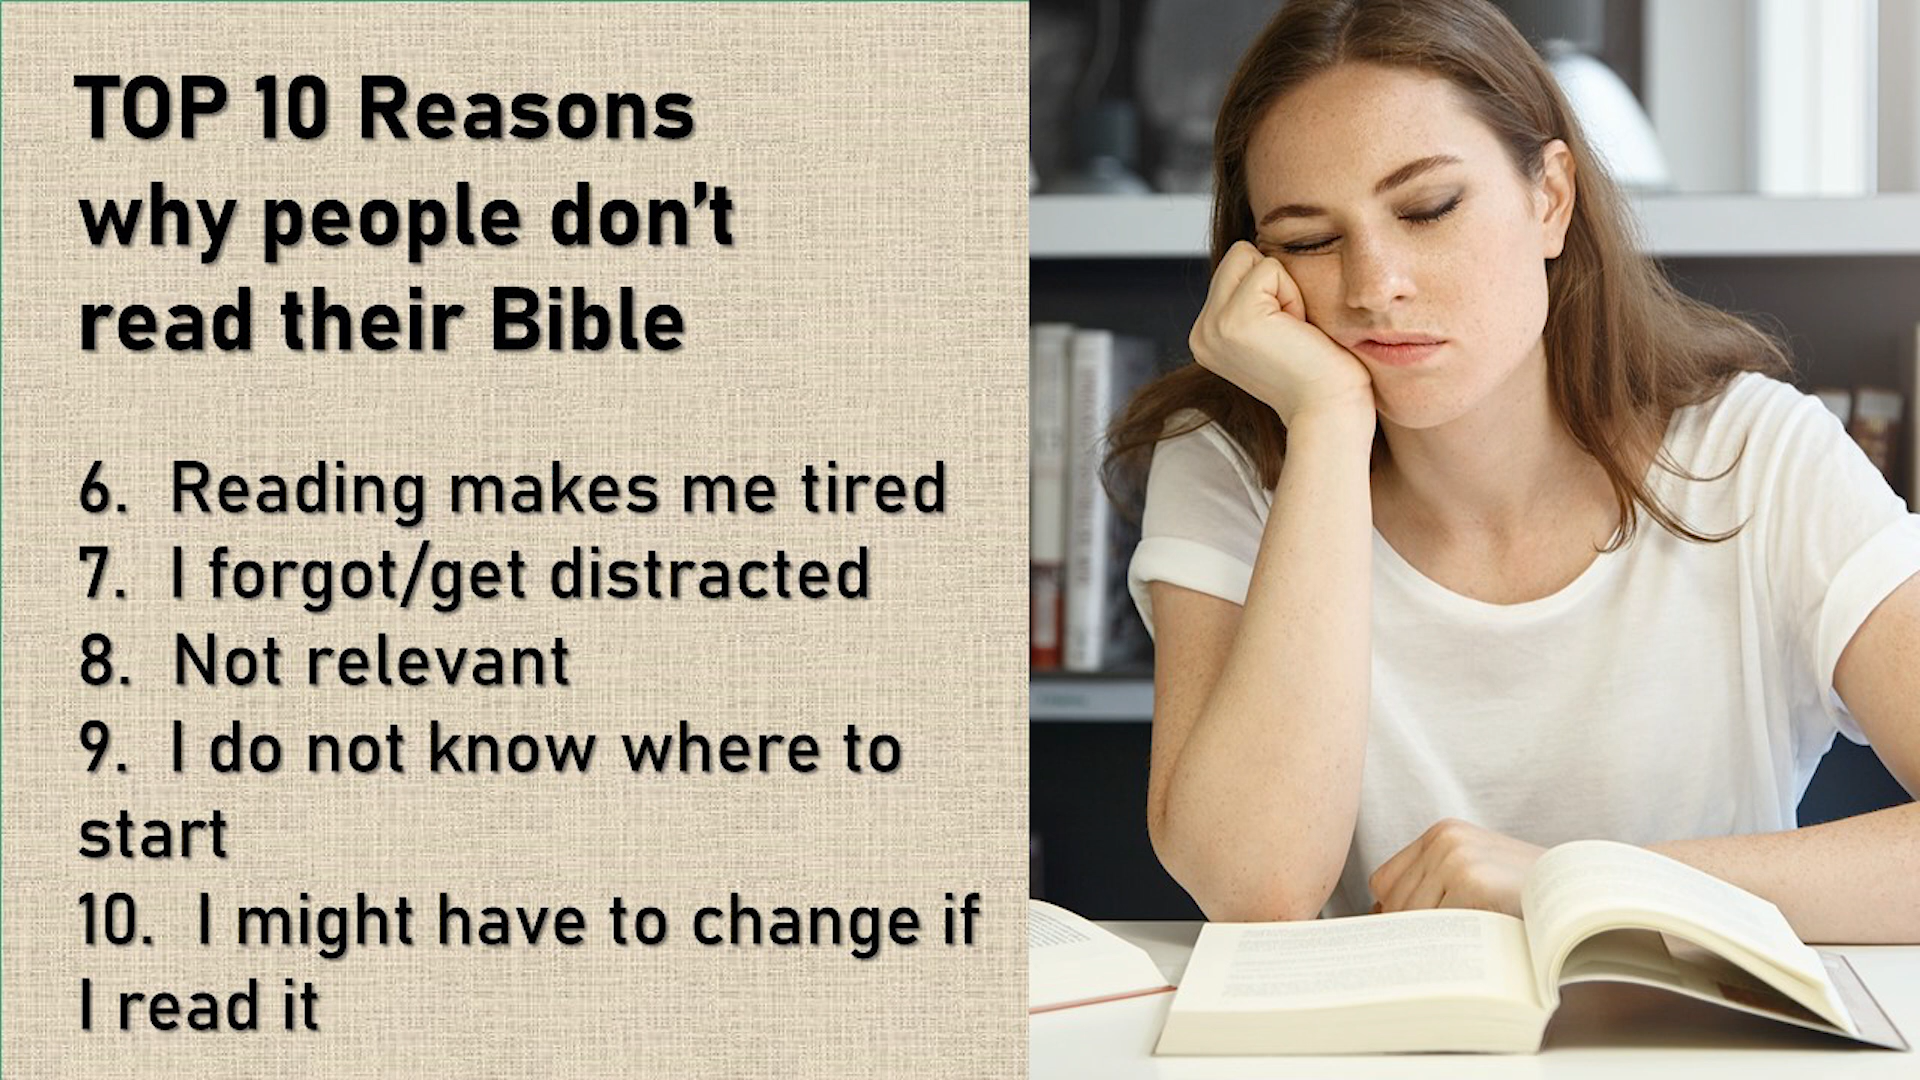 TOP 10 Reasons
why people don’t
read their Bible
6. Reading makes me tired
7. I forgot/get distracted
8. Not relevant
9. I do not know where to
start
10. I might have to change if
I read it